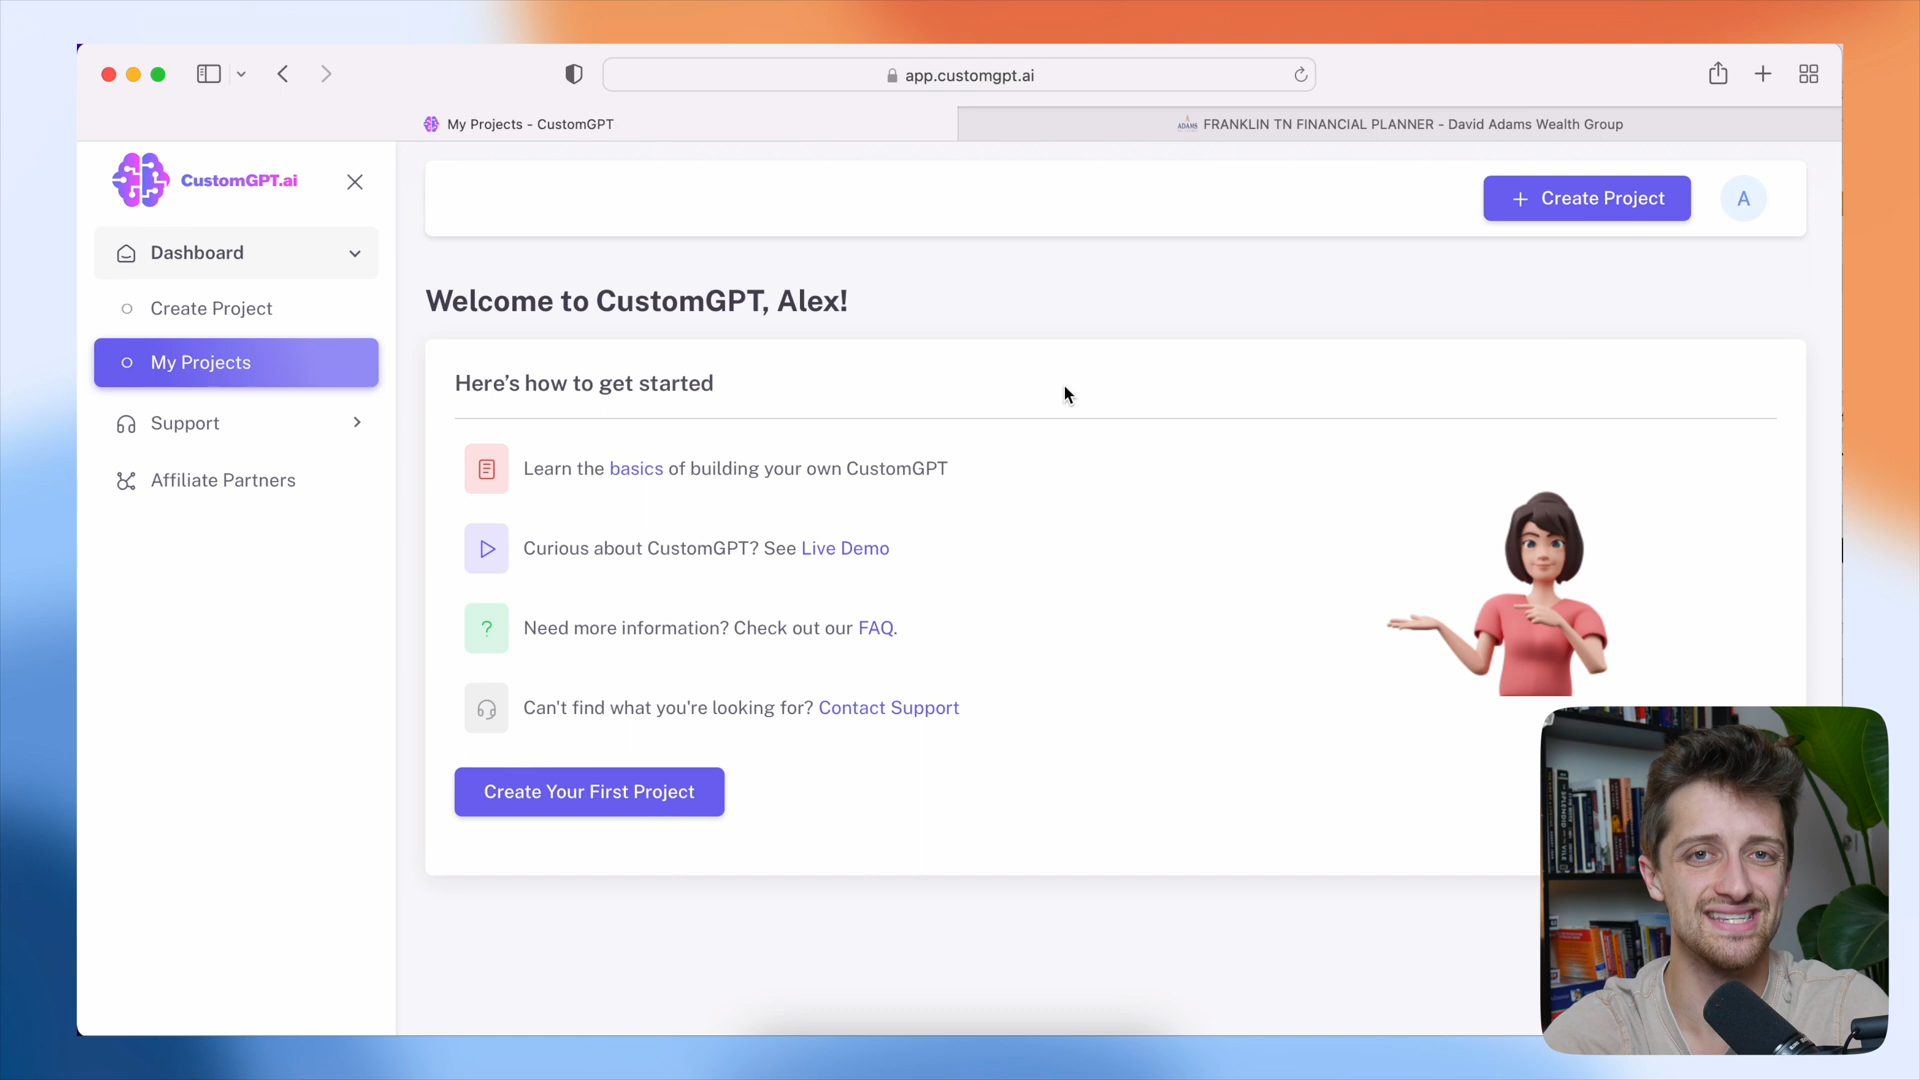 app.customgpt.ai
My Projects - CustomGPT
ADAMS
FRANKLIN TN FINANCIAL PLANNER - David Adams Wealth Group
CustomGPT.ai
+ Create Project
A
Dashboard
Create Project
My Projects
Support
Affiliate Partners
Welcome to CustomGPT, Alex!
Here's how to get started
Learn the basics of building your own CustomGPT
Curious about CustomGPT? See Live Demo
? Need more information? Check out our FAQ.
Can't find what you're looking for? Contact Support
Create Your First Project